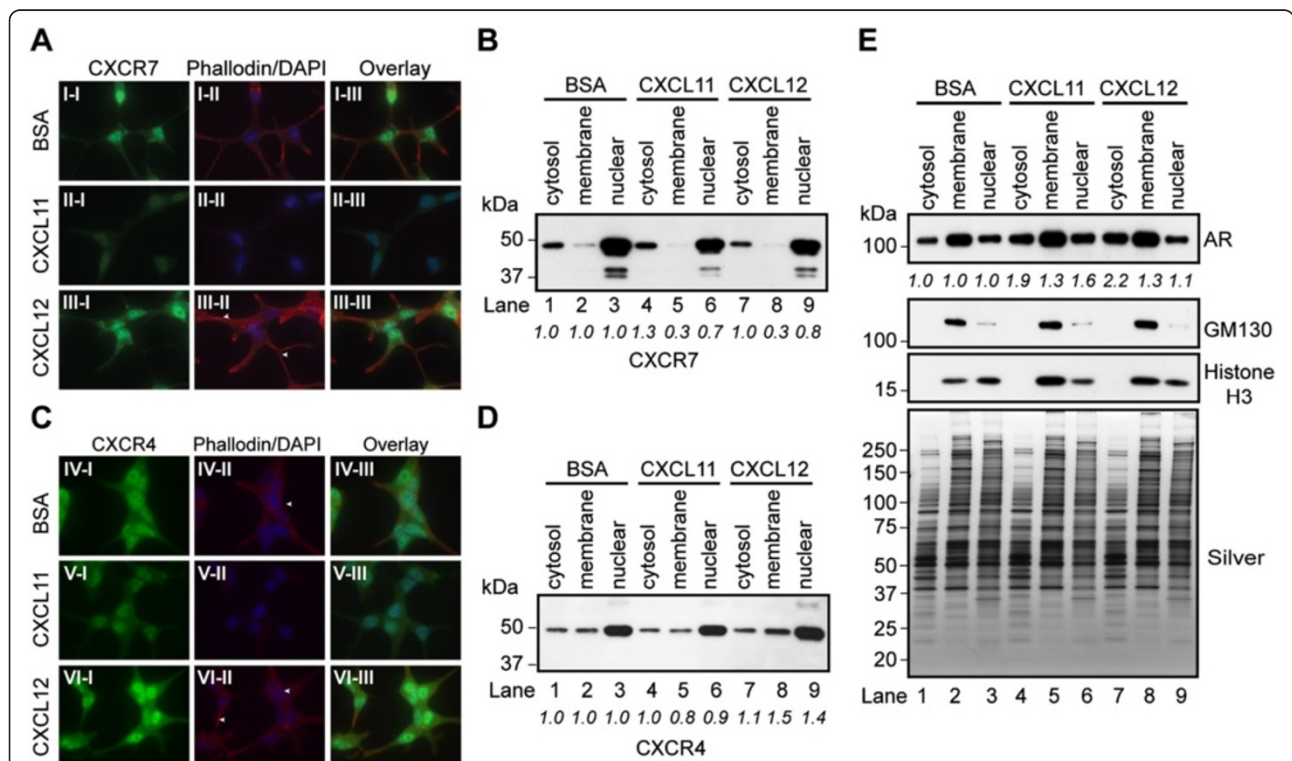 A
CXCR7 Phallodin/DAPI Overlay
BSA
I-I I-II I-III
CXCL11
II-I II-II II-III
CXCL12
III-I III-II III-III
B
BSA CXCL11 CXCL12
cytosol membrane nuclear cytosol membrane nuclear cytosol membrane nuclear
kDa
50
37
Lane 1 2 3 4 5 6 7 8 9
1.0 1.0 1.0 1.3 0.3 0.7 1.0 0.3 0.8
CXCR7
C
CXCR4 Phallodin/DAPI Overlay
BSA
IV-I IV-II IV-III
CXCL11
V-I V-II V-III
CXCL12
VI-I VI-II VI-III
D
BSA CXCL11 CXCL12
cytosol membrane nuclear cytosol membrane nuclear cytosol membrane nuclear
kDa
50
37
Lane 1 2 3 4 5 6 7 8 9
1.0 1.0 1.0 1.0 0.8 0.9 1.1 1.5 1.4
CXCR4
E
BSA CXCL11 CXCL12
cytosol membrane nuclear cytosol membrane nuclear cytosol membrane nuclear
kDa
100 AR
1.0 1.0 1.0 1.9 1.3 1.6 2.2 1.3 1.1
100 GM130
15 Histone
H3
250
150
100
75
50 Silver
37
25
20
Lane 1 2 3 4 5 6 7 8 9